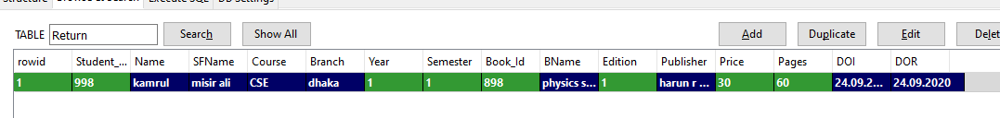 Structure Browse & Search Execute SQL DB Settings
TABLE Return Search Show All Add Duplicate Edit Delet
rowid Student_... Name SFName Course Branch Year Semester Book_Id BName Edition Publisher Price Pages DOI DOR
1 998 kamrul misir ali CSE dhaka 1 1 898 physics s... 1 harun r ... 30 60 24.09.2... 24.09.2020